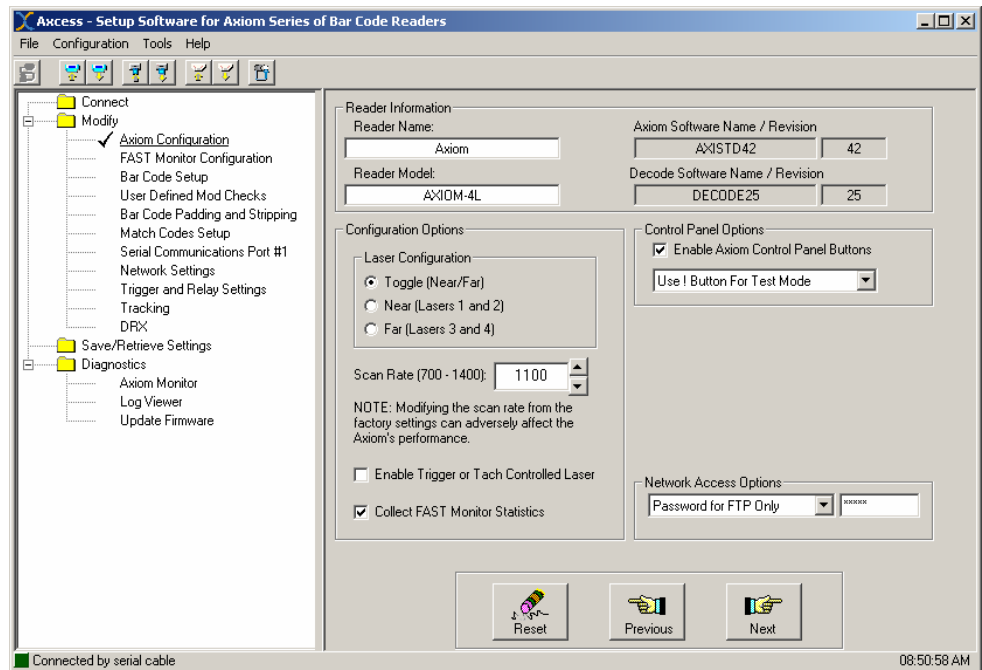 Axcess - Setup Software for Axiom Series of Bar Code Readers
File Configuration Tools Help
Connect
Modify
Axiom Configuration
FAST Monitor Configuration
Bar Code Setup
User Defined Mod Checks
Bar Code Padding and Stripping
Match Codes Setup
Serial Communications Port #1
Network Settings
Trigger and Relay Settings
Tracking
DRX
Save/Retrieve Settings
Diagnostics
Axiom Monitor
Log Viewer
Update Firmware
Reader Information
Reader Name:
Axiom
Reader Model:
AXIOM-4L
Axiom Software Name / Revision
AXISTD42 42
Decode Software Name / Revision
DECODE25 25
Configuration Options
Laser Configuration
Toggle (Near/Far)
Near (Lasers 1 and 2)
Far (Lasers 3 and 4)
Scan Rate (700 - 1400): 1100
NOTE: Modifying the scan rate from the
factory settings can adversely affect the
Axiom's performance.
Enable Trigger or Tach Controlled Laser
Collect FAST Monitor Statistics
Control Panel Options
Enable Axiom Control Panel Buttons
Use ! Button For Test Mode
Network Access Options
Password for FTP Only *****
Reset
Previous
Next
Connected by serial cable
08:50:58 AM